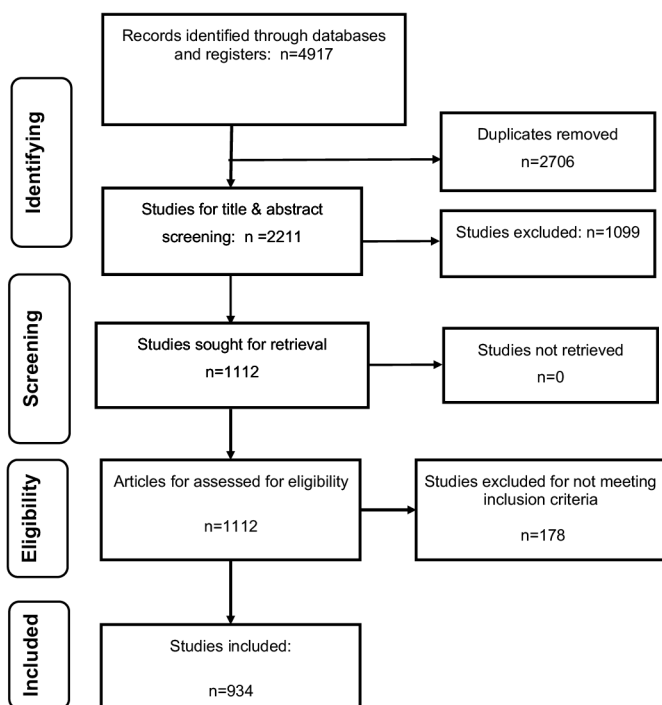 Identifying
Records identified through databases
and registers: n=4917
Duplicates removed
n=2706
Studies for title & abstract
screening: n =2211
Studies excluded: n=1099
Screening
Studies sought for retrieval
n=1112
Studies not retrieved
n=0
Eligibility
Articles for assessed for eligibility
n=1112
Studies excluded for not meeting
inclusion criteria
n=178
Included
Studies included:
n=934